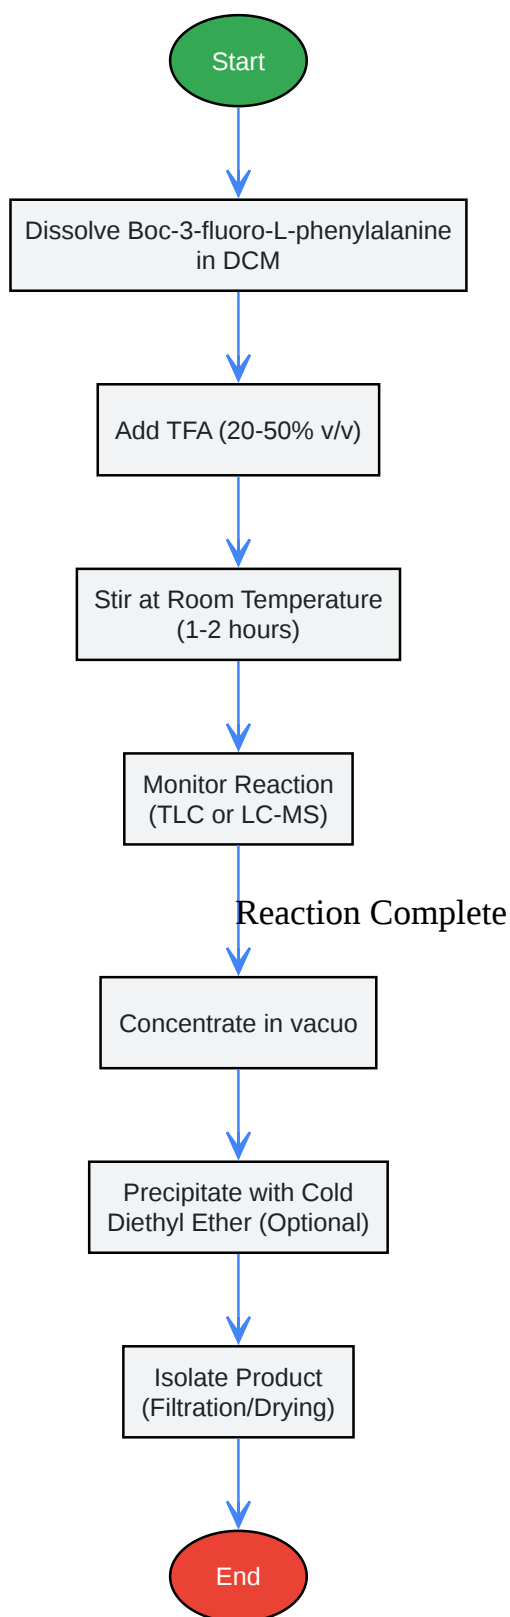 Start
Dissolve Boc-3-fluoro-L-phenylalanine
in DCM
Add TFA (20-50% v/v)
Stir at Room Temperature
(1-2 hours)
Monitor Reaction
(TLC or LC-MS)
Reaction Complete
Concentrate in vacuo
Precipitate with Cold
Diethyl Ether (Optional)
Isolate Product
(Filtration/Drying)
End